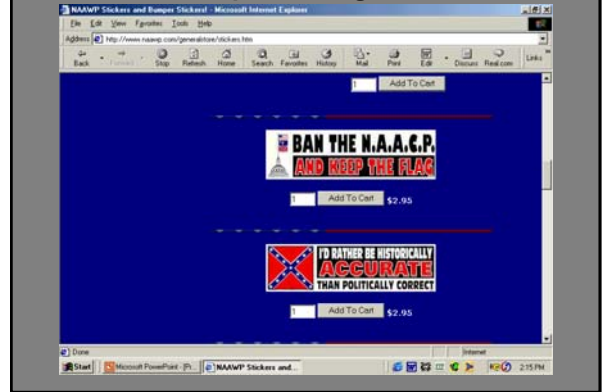 NAAWP Stickers and Bumper Stickers! - Microsoft Internet Explorer
File Edit View Favorites Tools Help
Address http://www.naawp.com/generalstore/stickers.htm
Back Forward Stop Refresh Home Search Favorites History Mail Print Edit Discuss Real.com Links
1 Add To Cart
BAN THE N.A.A.C.P.
AND KEEP THE FLAG
1 Add To Cart $2.95
I'D RATHER BE HISTORICALLY
ACCURATE
THAN POLITICALLY CORRECT
1 Add To Cart $2.95
Done Internet
Start Microsoft PowerPoint - [Pr... NAAWP Stickers and... 2:15 PM